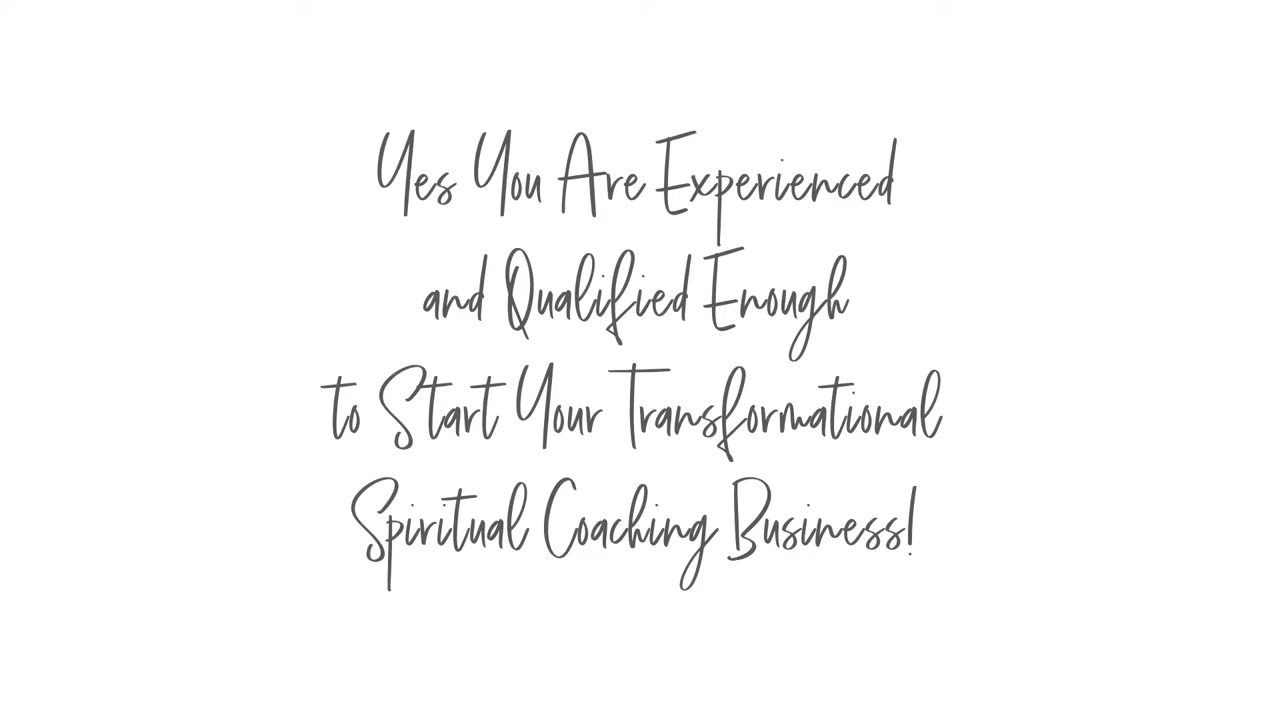 Yes You Are Experienced
and Qualified Enough
to Start Your Transformational
Spiritual Coaching Business!